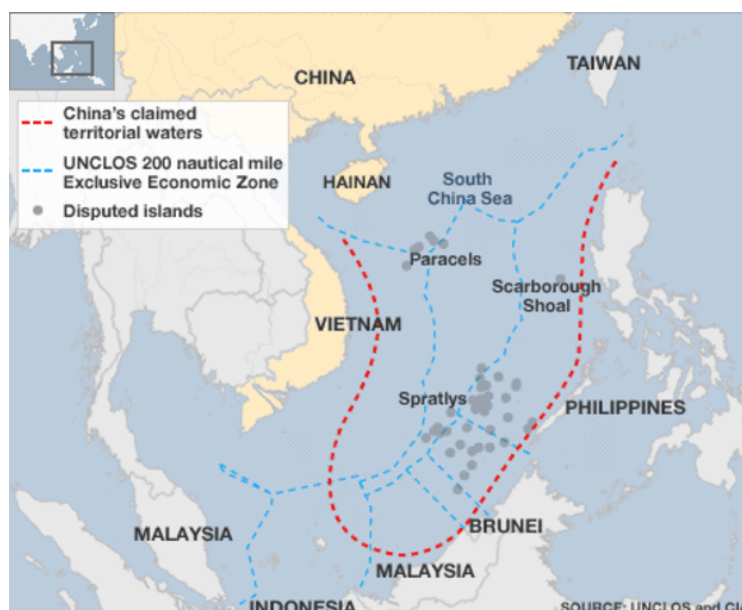 CHINA
TAIWAN
China's claimed
territorial waters
UNCLOS 200 nautical mile
Exclusive Economic Zone
Disputed islands
HAINAN
South
China Sea
Paracels
Scarborough
Shoal
VIETNAM
Spratlys
PHILIPPINES
BRUNEI
MALAYSIA
MALAYSIA
INDONESIA
SOURCE: UNCLOS and